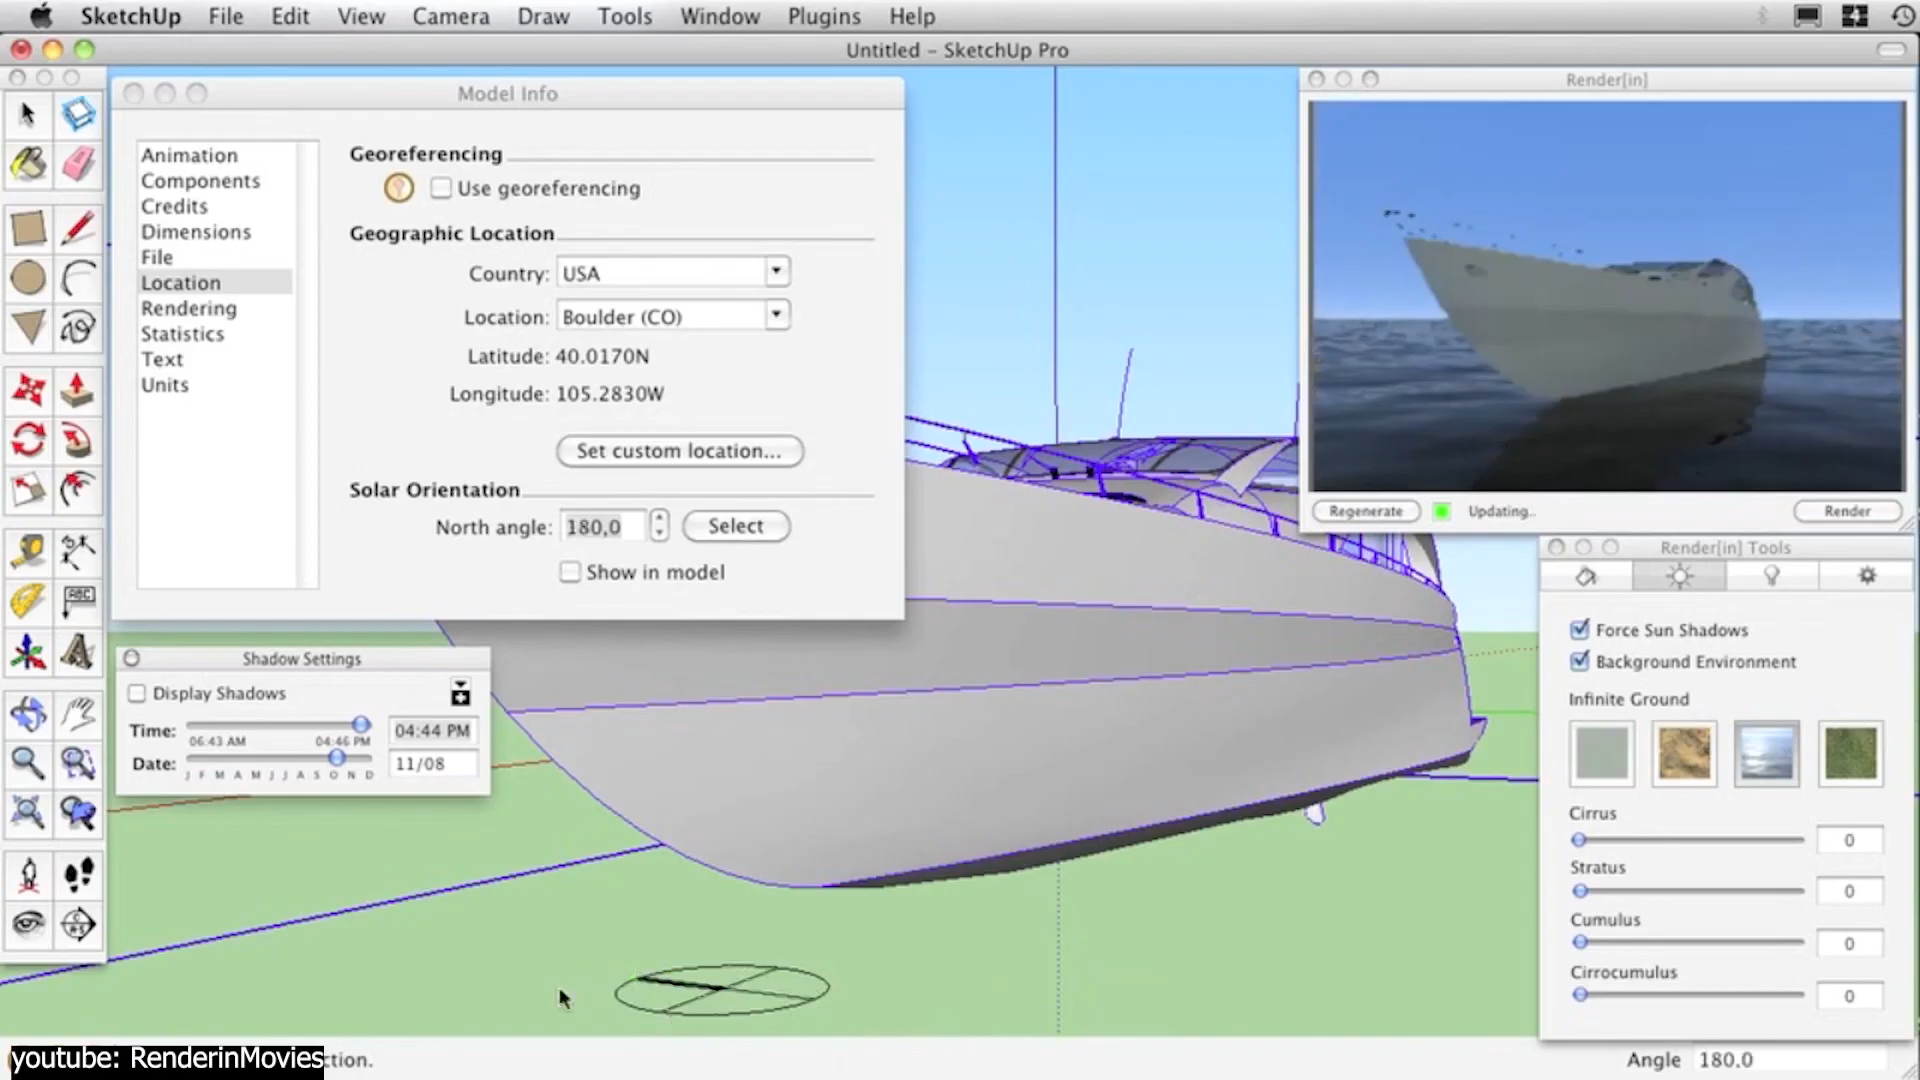 SketchUp File Edit View Camera Draw Tools Window Plugins Help
Untitled – SketchUp Pro
Model Info
Animation
Components
Credits
Dimensions
File
Location
Rendering
Statistics
Text
Units
Georeferencing
Use georeferencing
Geographic Location
Country: USA
Location: Boulder (CO)
Latitude: 40.0170N
Longitude: 105.2830W
Set custom location...
Solar Orientation
North angle: 180,0 Select
Show in model
Shadow Settings
Display Shadows
Time: 04:44 PM
06.43 AM 04:46 PM
Date: 11/08
J F M A M J J A S O N D
Render[in]
Regenerate Updating.. Render
Render[in] Tools
Force Sun Shadows
Background Environment
Infinite Ground
Cirrus
0
Stratus
0
Cumulus
0
Cirrocumulus
0
ABC
youtube: RenderinMovies ction.
Angle 180.0